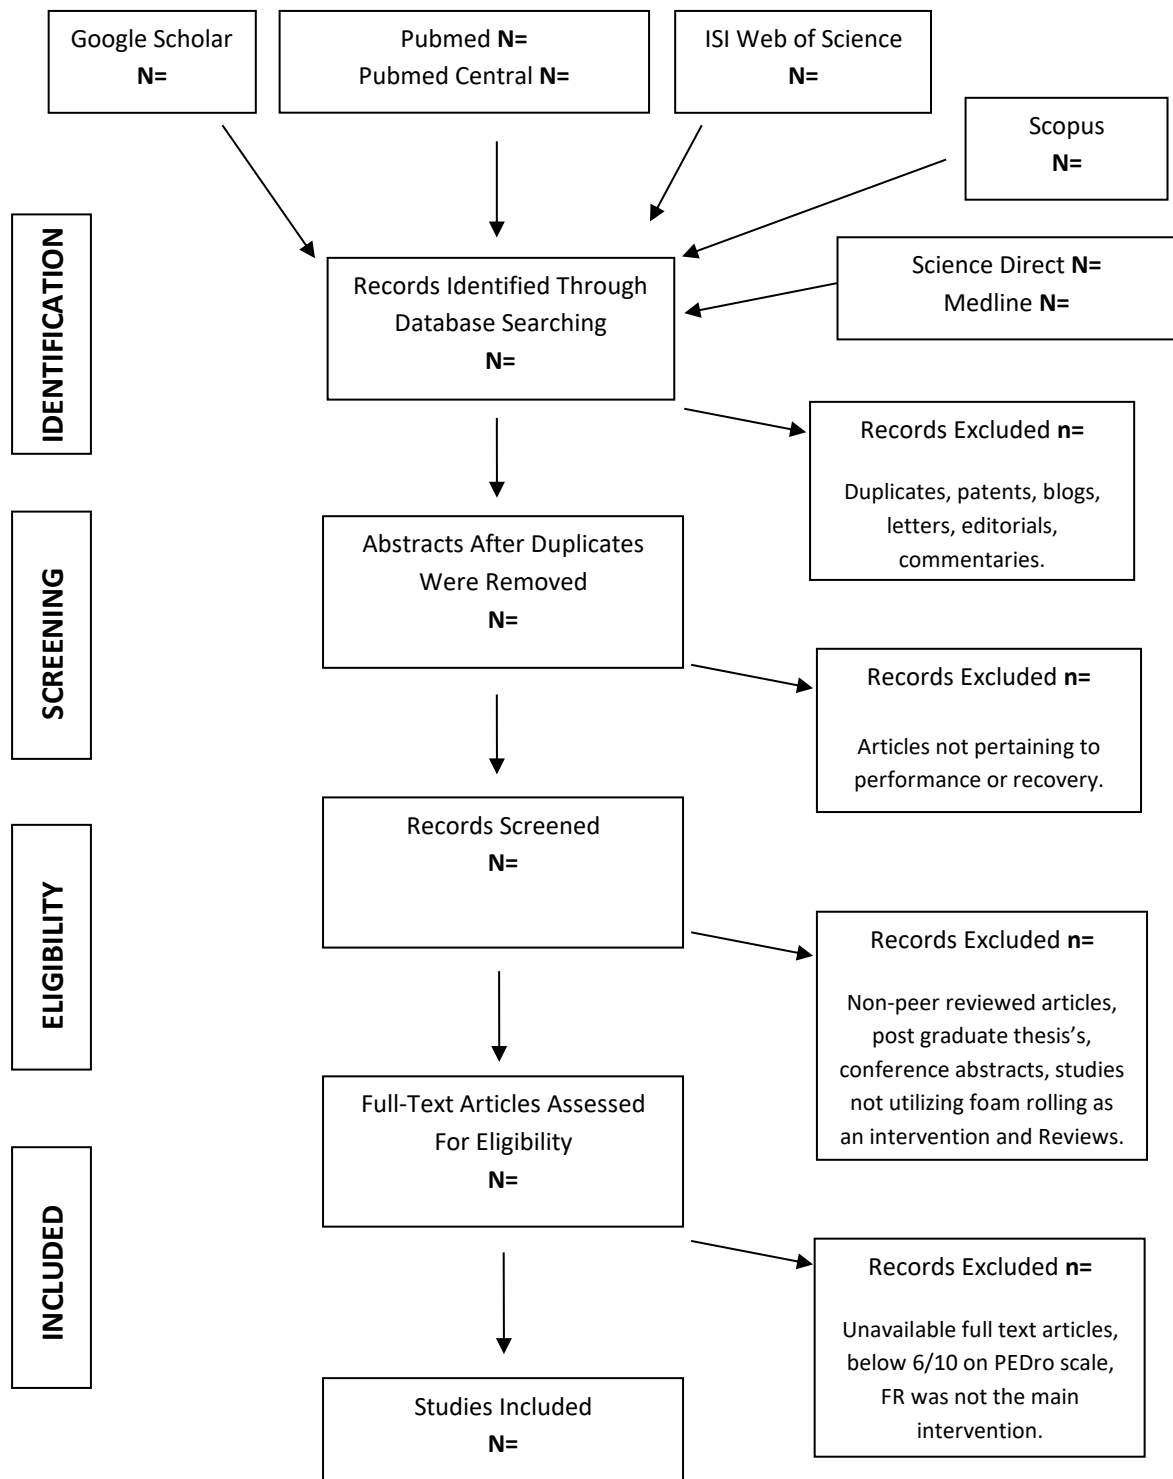 Google Scholar
N=
Pubmed N=
Pubmed Central N=
ISI Web of Science
N=
Scopus
N=
Science Direct N=
Medline N=
IDENTIFICATION
Records Identified Through
Database Searching
N=
Records Excluded n=
Duplicates, patents, blogs,
letters, editorials,
commentaries.
SCREENING
Abstracts After Duplicates
Were Removed
N=
Records Excluded n=
Articles not pertaining to
performance or recovery.
ELIGIBILITY
Records Screened
N=
Records Excluded n=
Non-peer reviewed articles,
post graduate thesis's,
conference abstracts, studies
not utilizing foam rolling as
an intervention and Reviews.
Full-Text Articles Assessed
For Eligibility
N=
INCLUDED
Records Excluded n=
Unavailable full text articles,
below 6/10 on PEDro scale,
FR was not the main
intervention.
Studies Included
N=